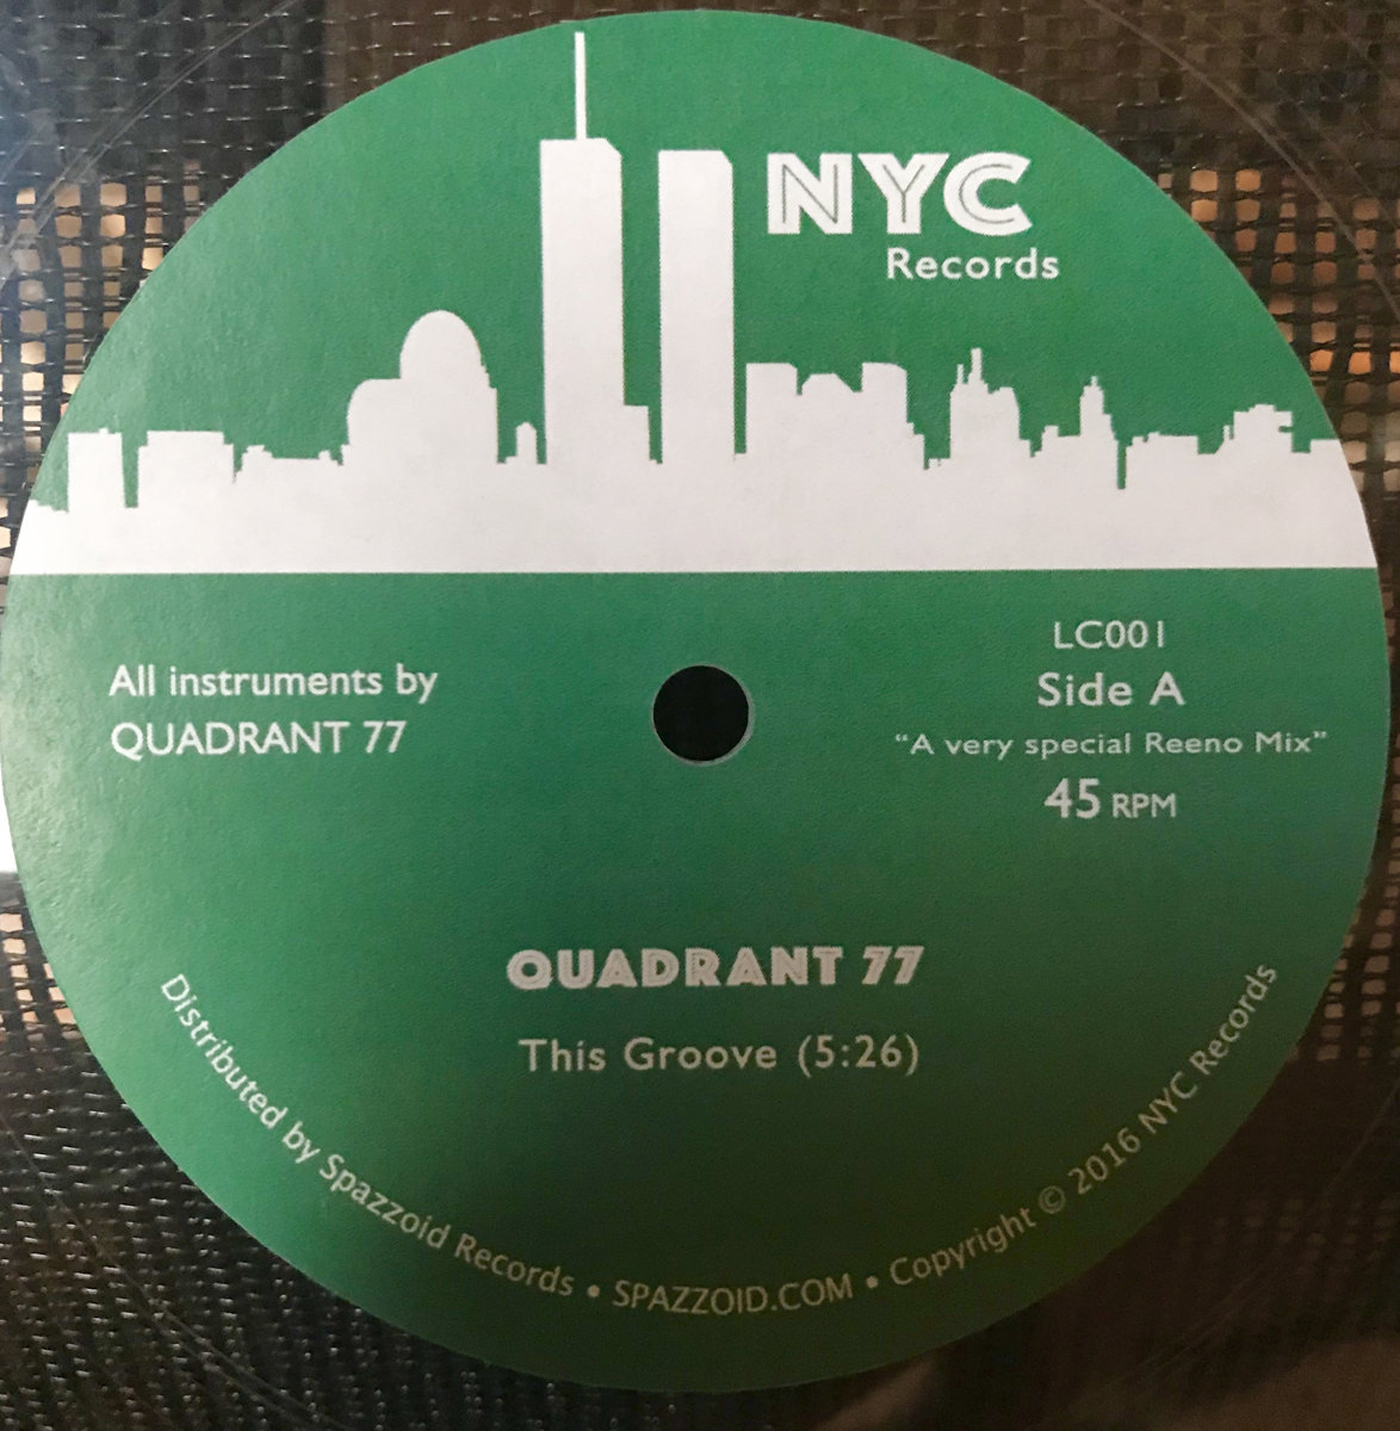 NYC
Records
All instruments by
QUADRANT 77
LC001
Side A
“A very special Reeno Mix”
45 RPM
QUADRANT 77
This Groove (5:26)
Distributed by Spazzoid Records • SPAZZOID.COM • Copyright © 2016 NYC Records